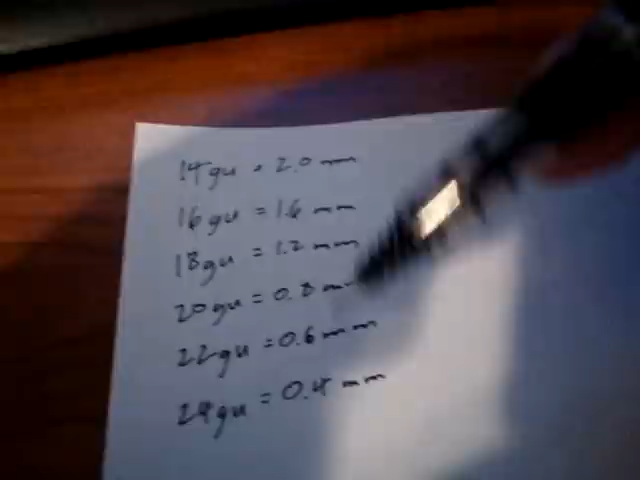 14gu = 2.0 mm
16gu = 1.6 mm
18gu = 1.2 mm
20gu = 0.8 mm
22gu = 0.6 mm
24gu = 0.4 mm